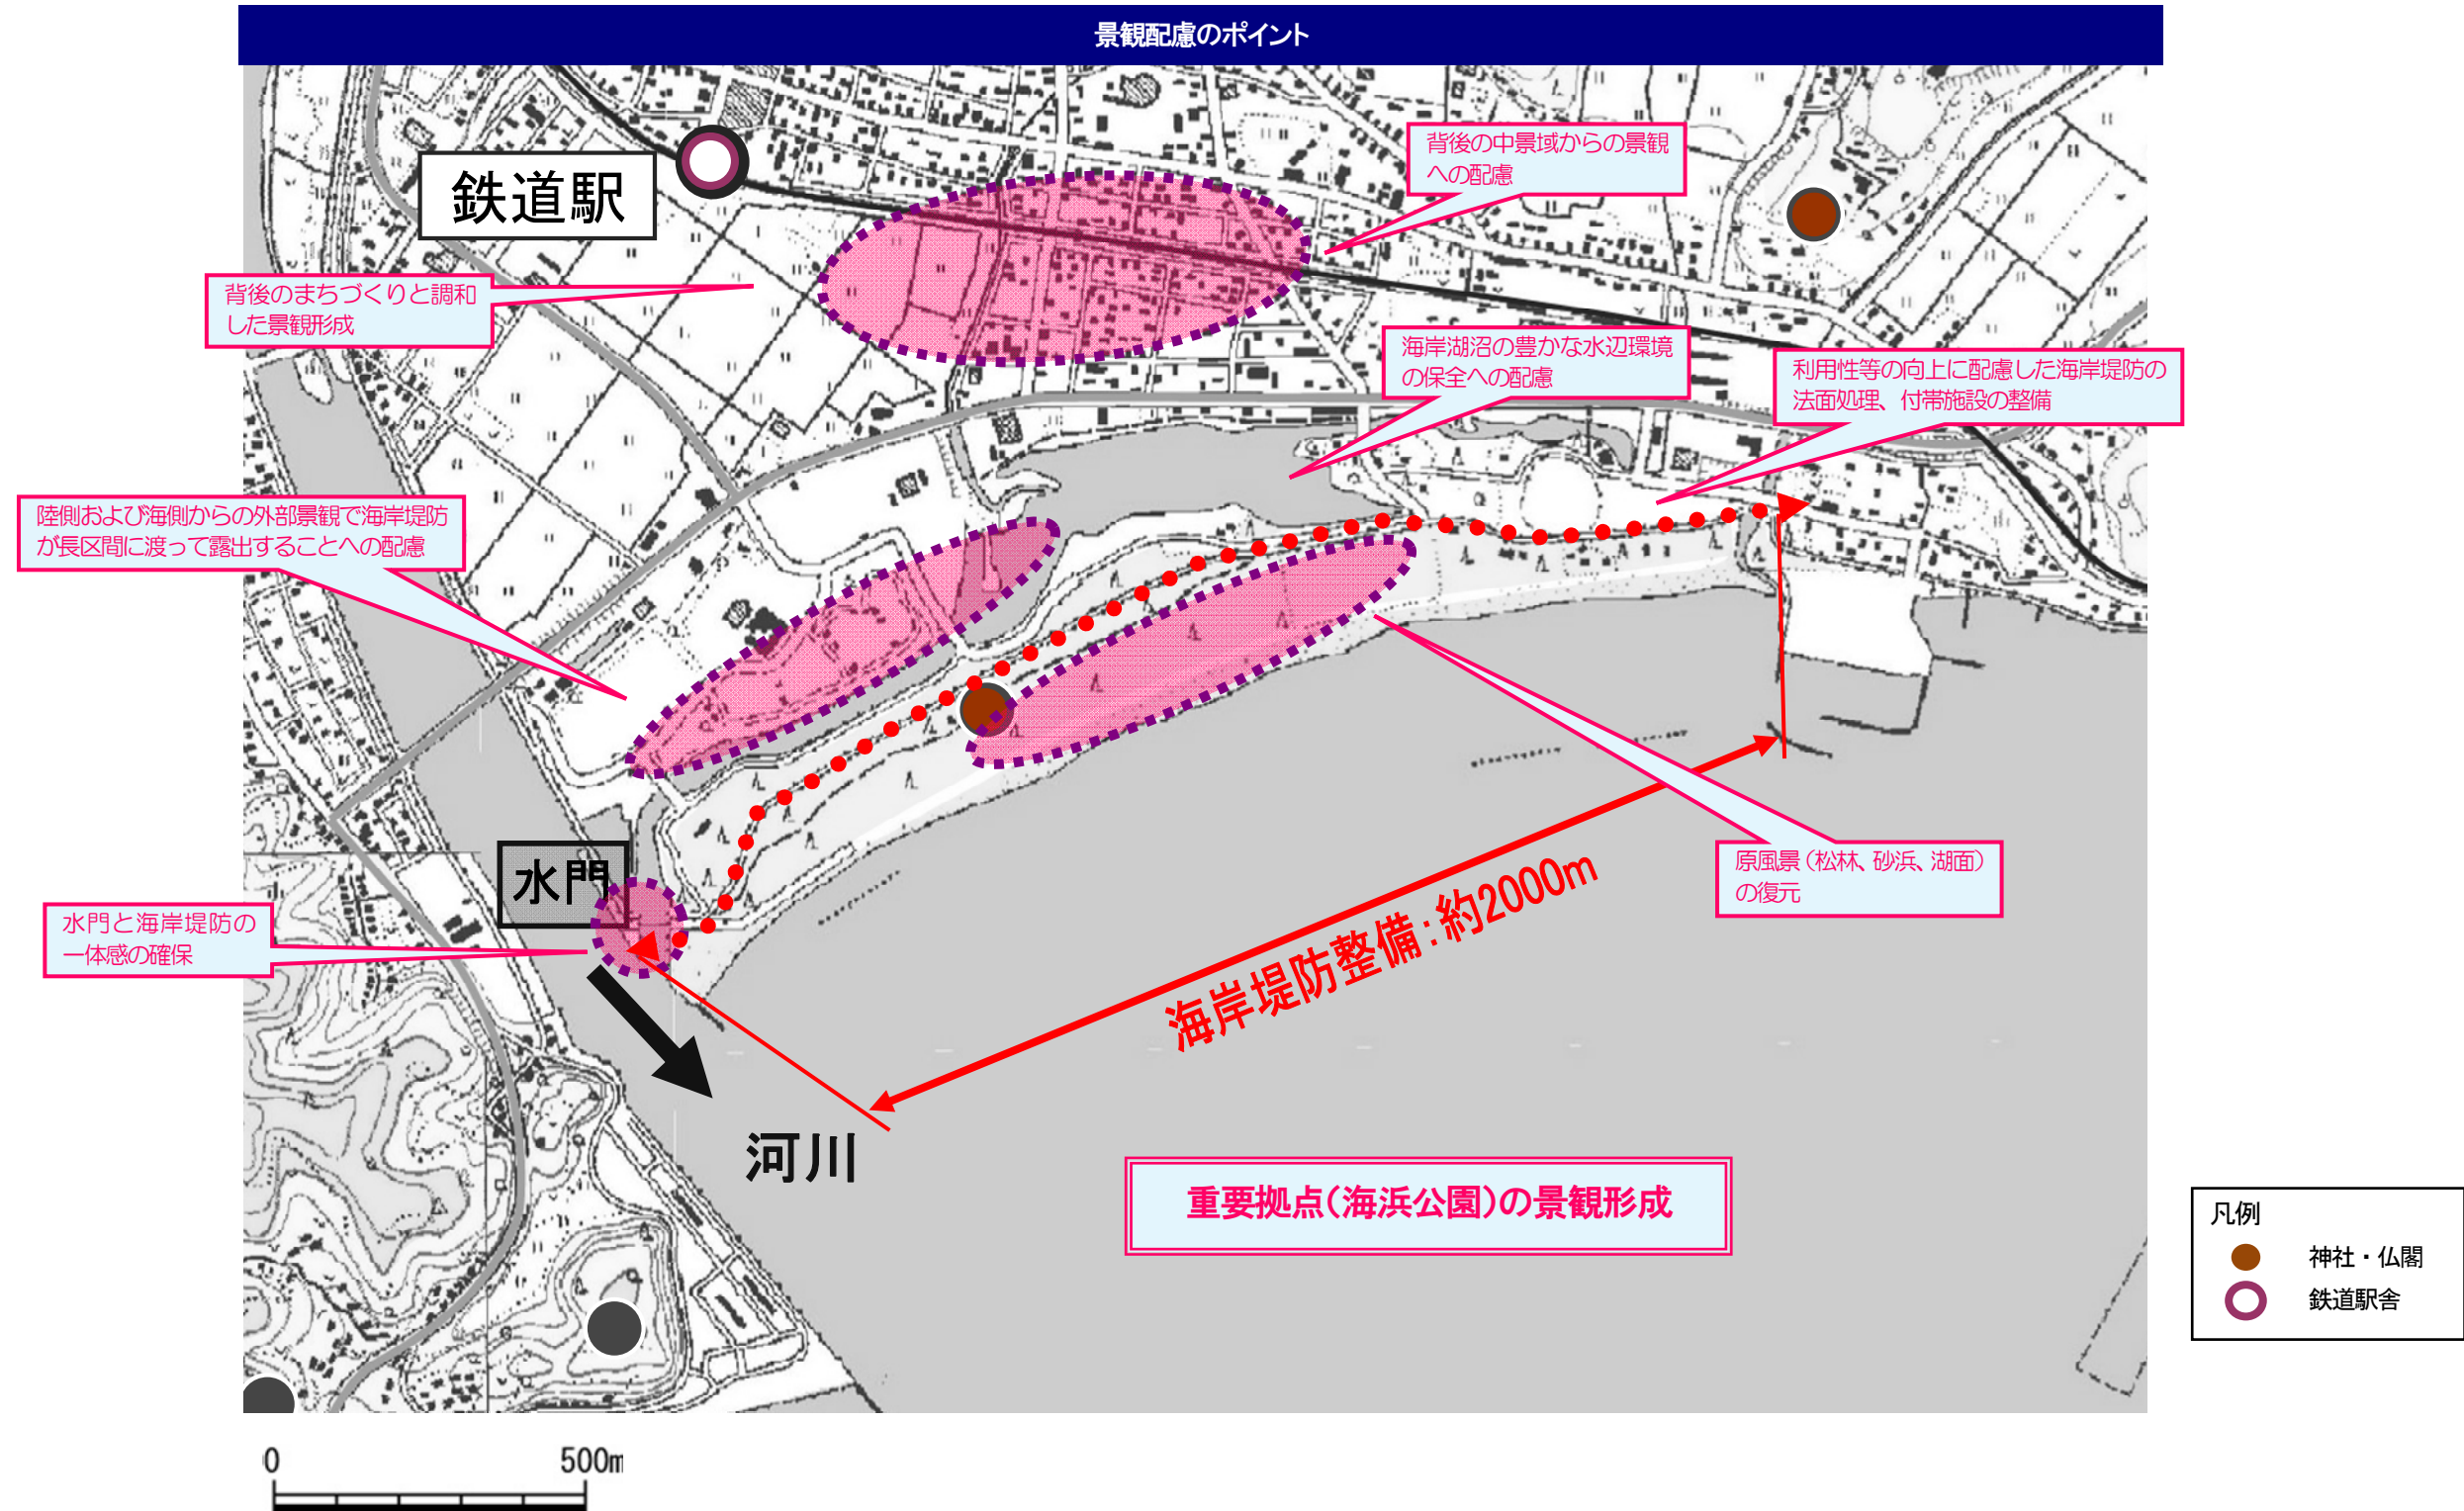 景観配慮のポイント
鉄道駅
背後の中景域からの景観
への配慮
背後のまちづくりと調和
した景観形成
海岸湖沼の豊かな水辺環境
の保全への配慮
利用性等の向上に配慮した海岸堤防の
法面処理、付帯施設の整備
陸側および海側からの外部景観で海岸堤防
が長区間に渡って露出することへの配慮
水門
原風景（松林、砂浜、湖面）
の復元
水門と海岸堤防の
一体感の確保
海岸堤防整備：約2000m
河川
重要拠点（海浜公園）の景観形成
凡例
神社・仏閣
鉄道駅舎
0 500m